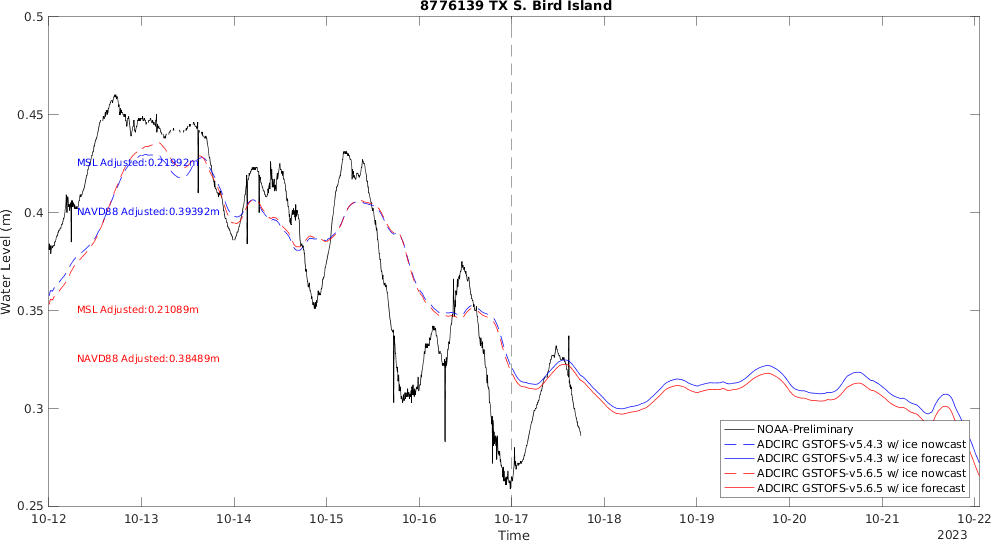 8776139 TX S. Bird Island
0.5
0.45
0.4
0.35
0.3
0.25
Water Level (m)
MSL Adjusted:0.21992m
NAVD88 Adjusted:0.39392m
MSL Adjusted:0.21089m
NAVD88 Adjusted:0.38489m
NOAA-Preliminary
ADCIRC GSTOFS-v5.4.3 w/ ice nowcast
ADCIRC GSTOFS-v5.4.3 w/ ice forecast
ADCIRC GSTOFS-v5.6.5 w/ ice nowcast
ADCIRC GSTOFS-v5.6.5 w/ ice forecast
10-12 10-13 10-14 10-15 10-16 10-17 10-18 10-19 10-20 10-21 10-22
Time
2023